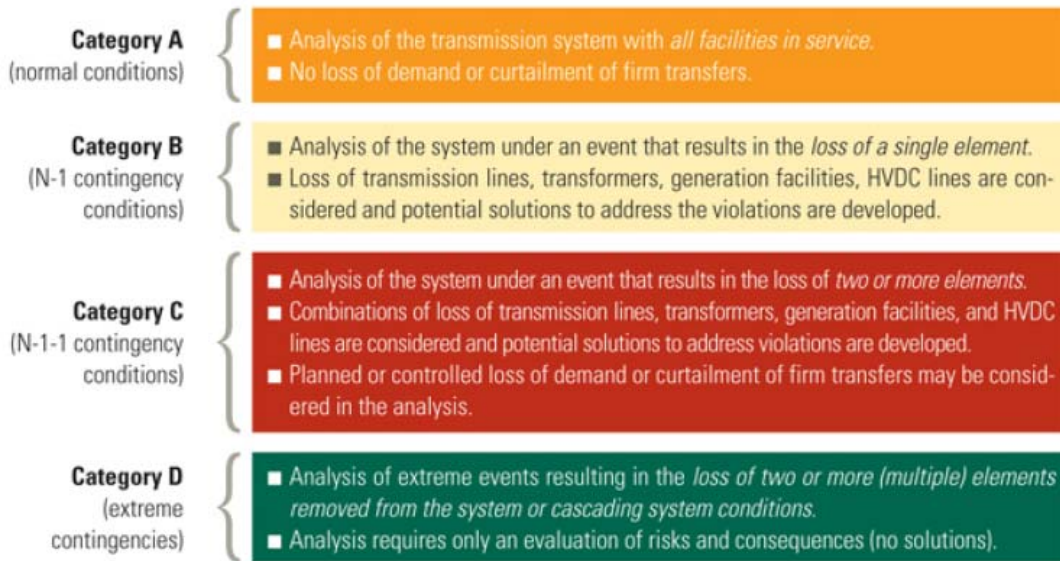 Category A
(normal conditions)
■ Analysis of the transmission system with all facilities in service.
■ No loss of demand or curtailment of firm transfers.
Category B
(N-1 contingency
conditions)
■ Analysis of the system under an event that results in the loss of a single element.
■ Loss of transmission lines, transformers, generation facilities, HVDC lines are con-
sidered and potential solutions to address the violations are developed.
Category C
(N-1-1 contingency
conditions)
■ Analysis of the system under an event that results in the loss of two or more elements.
■ Combinations of loss of transmission lines, transformers, generation facilities, and HVDC
lines are considered and potential solutions to address violations are developed.
■ Planned or controlled loss of demand or curtailment of firm transfers may be consid-
ered in the analysis.
Category D
(extreme
contingencies)
■ Analysis of extreme events resulting in the loss of two or more (multiple) elements
removed from the system or cascading system conditions.
■ Analysis requires only an evaluation of risks and consequences (no solutions).